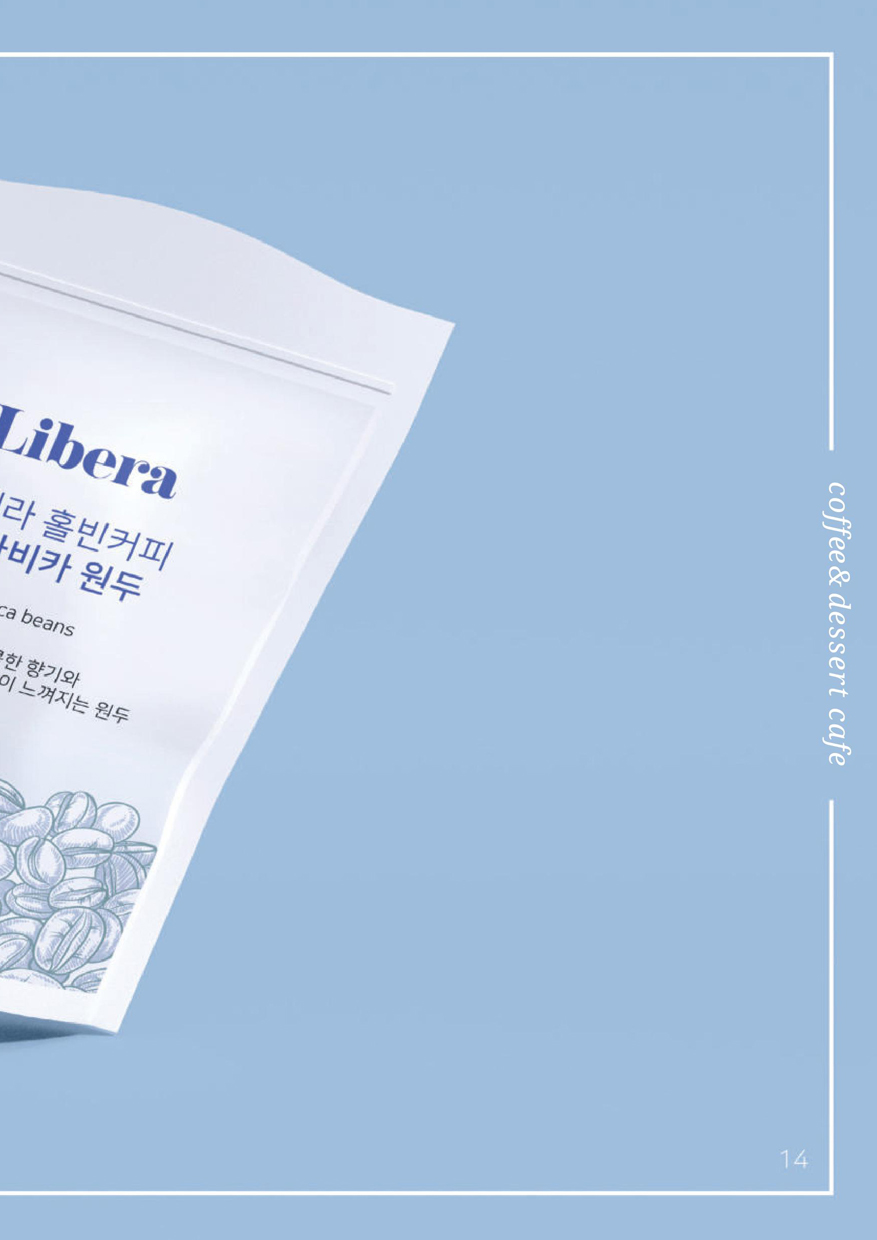 Libera
라 홀빈커피
비카 원두
ca beans
한 향기와
이 느껴지는 원두
coffee&dessert cafe
14